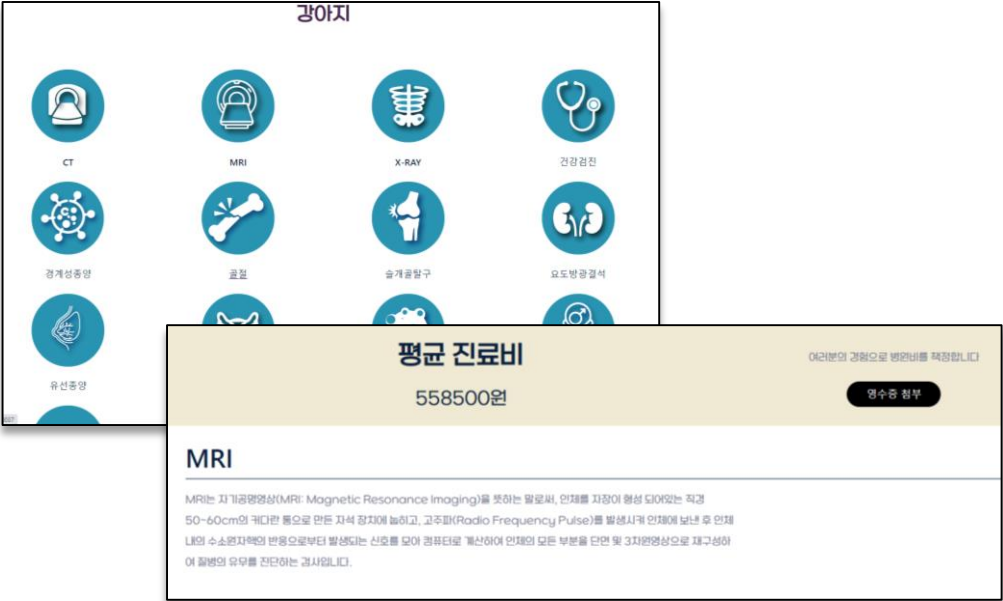 강아지
CT
MRI
X-RAY
건강검진
경계성종양
골절
슬개골탈구
요도방광결석
유선종양
평균 진료비
558500원
여러분의 경험으로 병원비를 책정합니다
영수증 첨부
MRI
MRI는 자기공명영상(MRI: Magnetic Resonance Imaging)을 뜻하는 말로써, 인체를 자장이 형성 되어있는 직경
50-60cm의 커다란 통으로 만든 자석 장치에 눕히고, 고주파(Radio Frequency Pulse)를 발생시키 인체에 보낸 후 인체
내의 수소원자핵의 반응으로부터 발생되는 신호를 모아 컴퓨터로 계산하여 인체의 모든 부분을 단면 및 3차원영상으로 재구성하
여 질병의 유무를 진단하는 검사입니다.